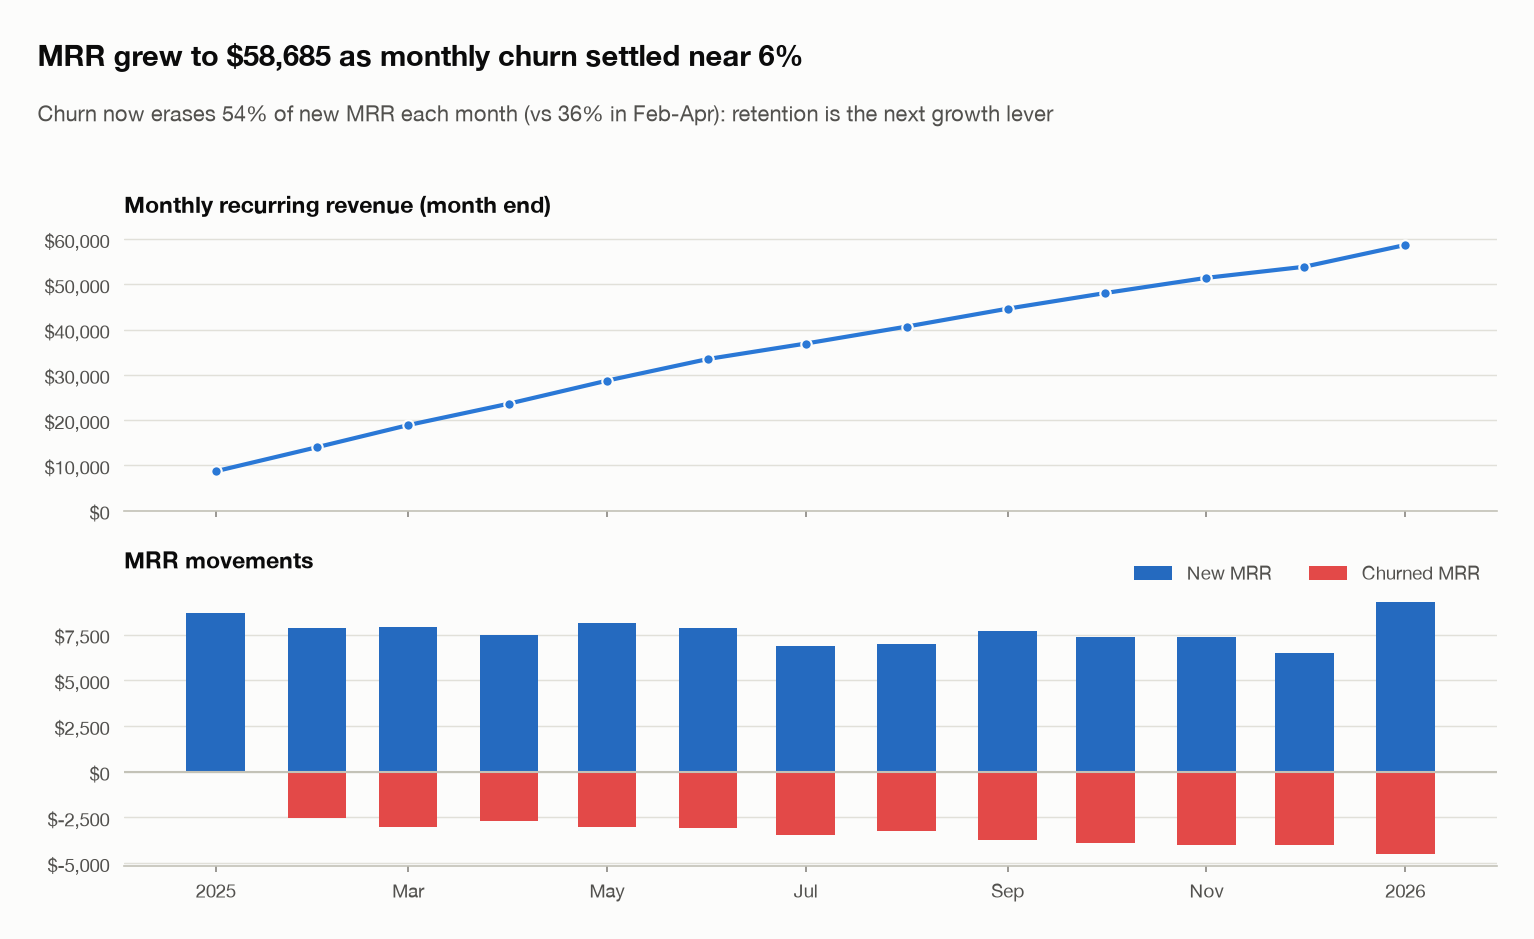 MRR grew to $58,685 as monthly churn settled near 6%
Churn now erases 54% of new MRR each month (vs 36% in Feb-Apr): retention is the next growth lever
Monthly recurring revenue (month end)
$60,000
$50,000
$40,000
$30,000
$20,000
$10,000
$0
MRR movements
New MRR
Churned MRR
$7,500
$5,000
$2,500
$0
$-2,500
$-5,000
2025 Mar May Jul Sep Nov 2026